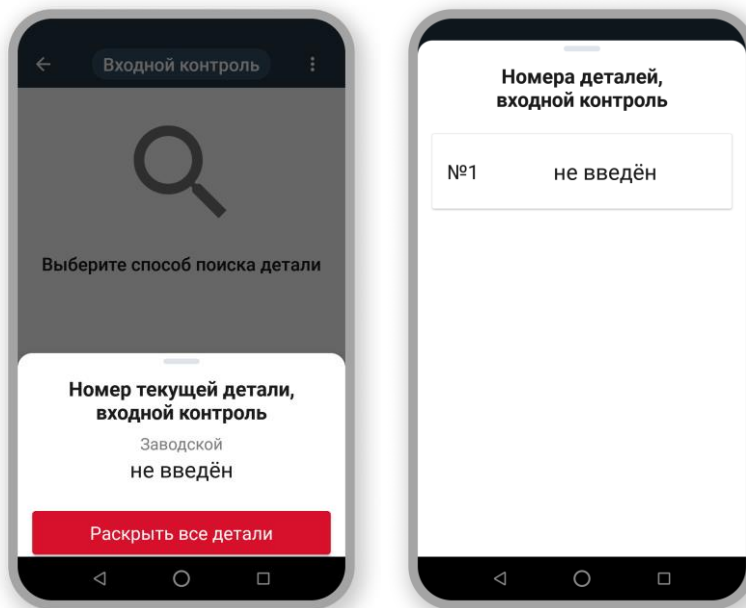 Входной контроль
Выберите способ поиска детали
Номер текущей детали,
входной контроль
Заводской
не введён
Раскрыть все детали
Номера деталей,
входной контроль
№1 не введён